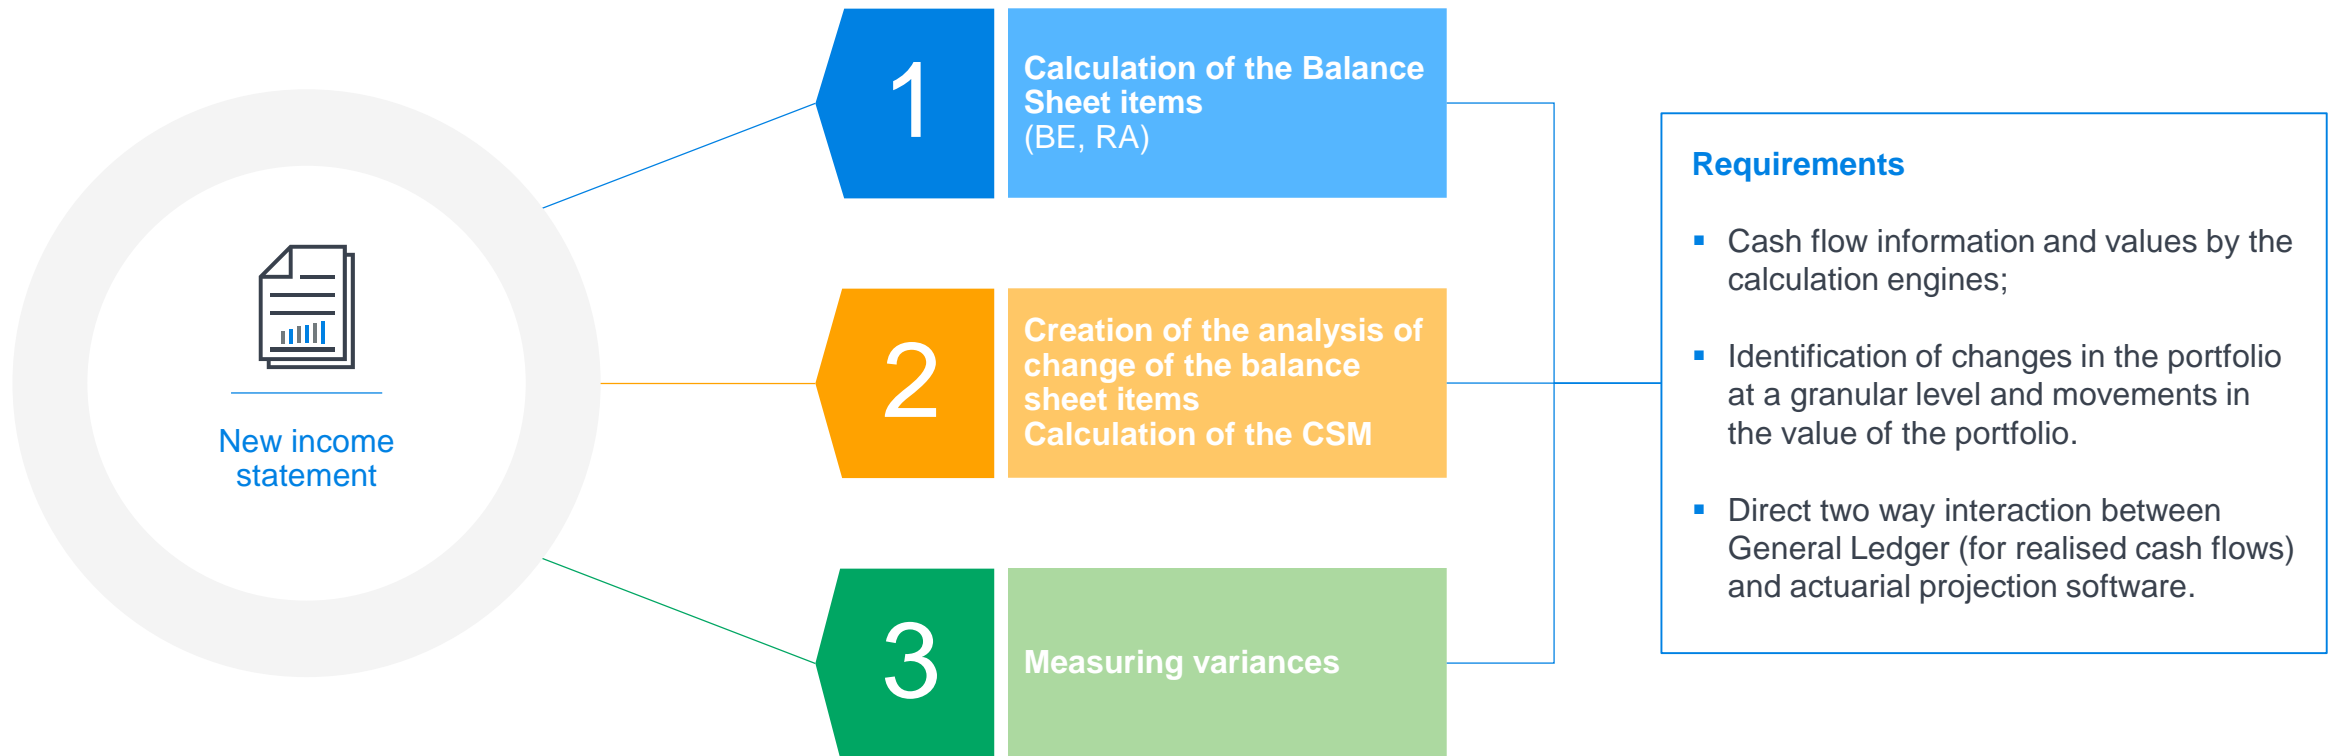 New income
statement
1
Calculation of the Balance
Sheet items
(BE, RA)
2
Creation of the analysis of
change of the balance
sheet items
Calculation of the CSM
3
Measuring variances
Requirements
▪ Cash flow information and values by the
calculation engines;
▪ Identification of changes in the portfolio
at a granular level and movements in
the value of the portfolio.
▪ Direct two way interaction between
General Ledger (for realised cash flows)
and actuarial projection software.